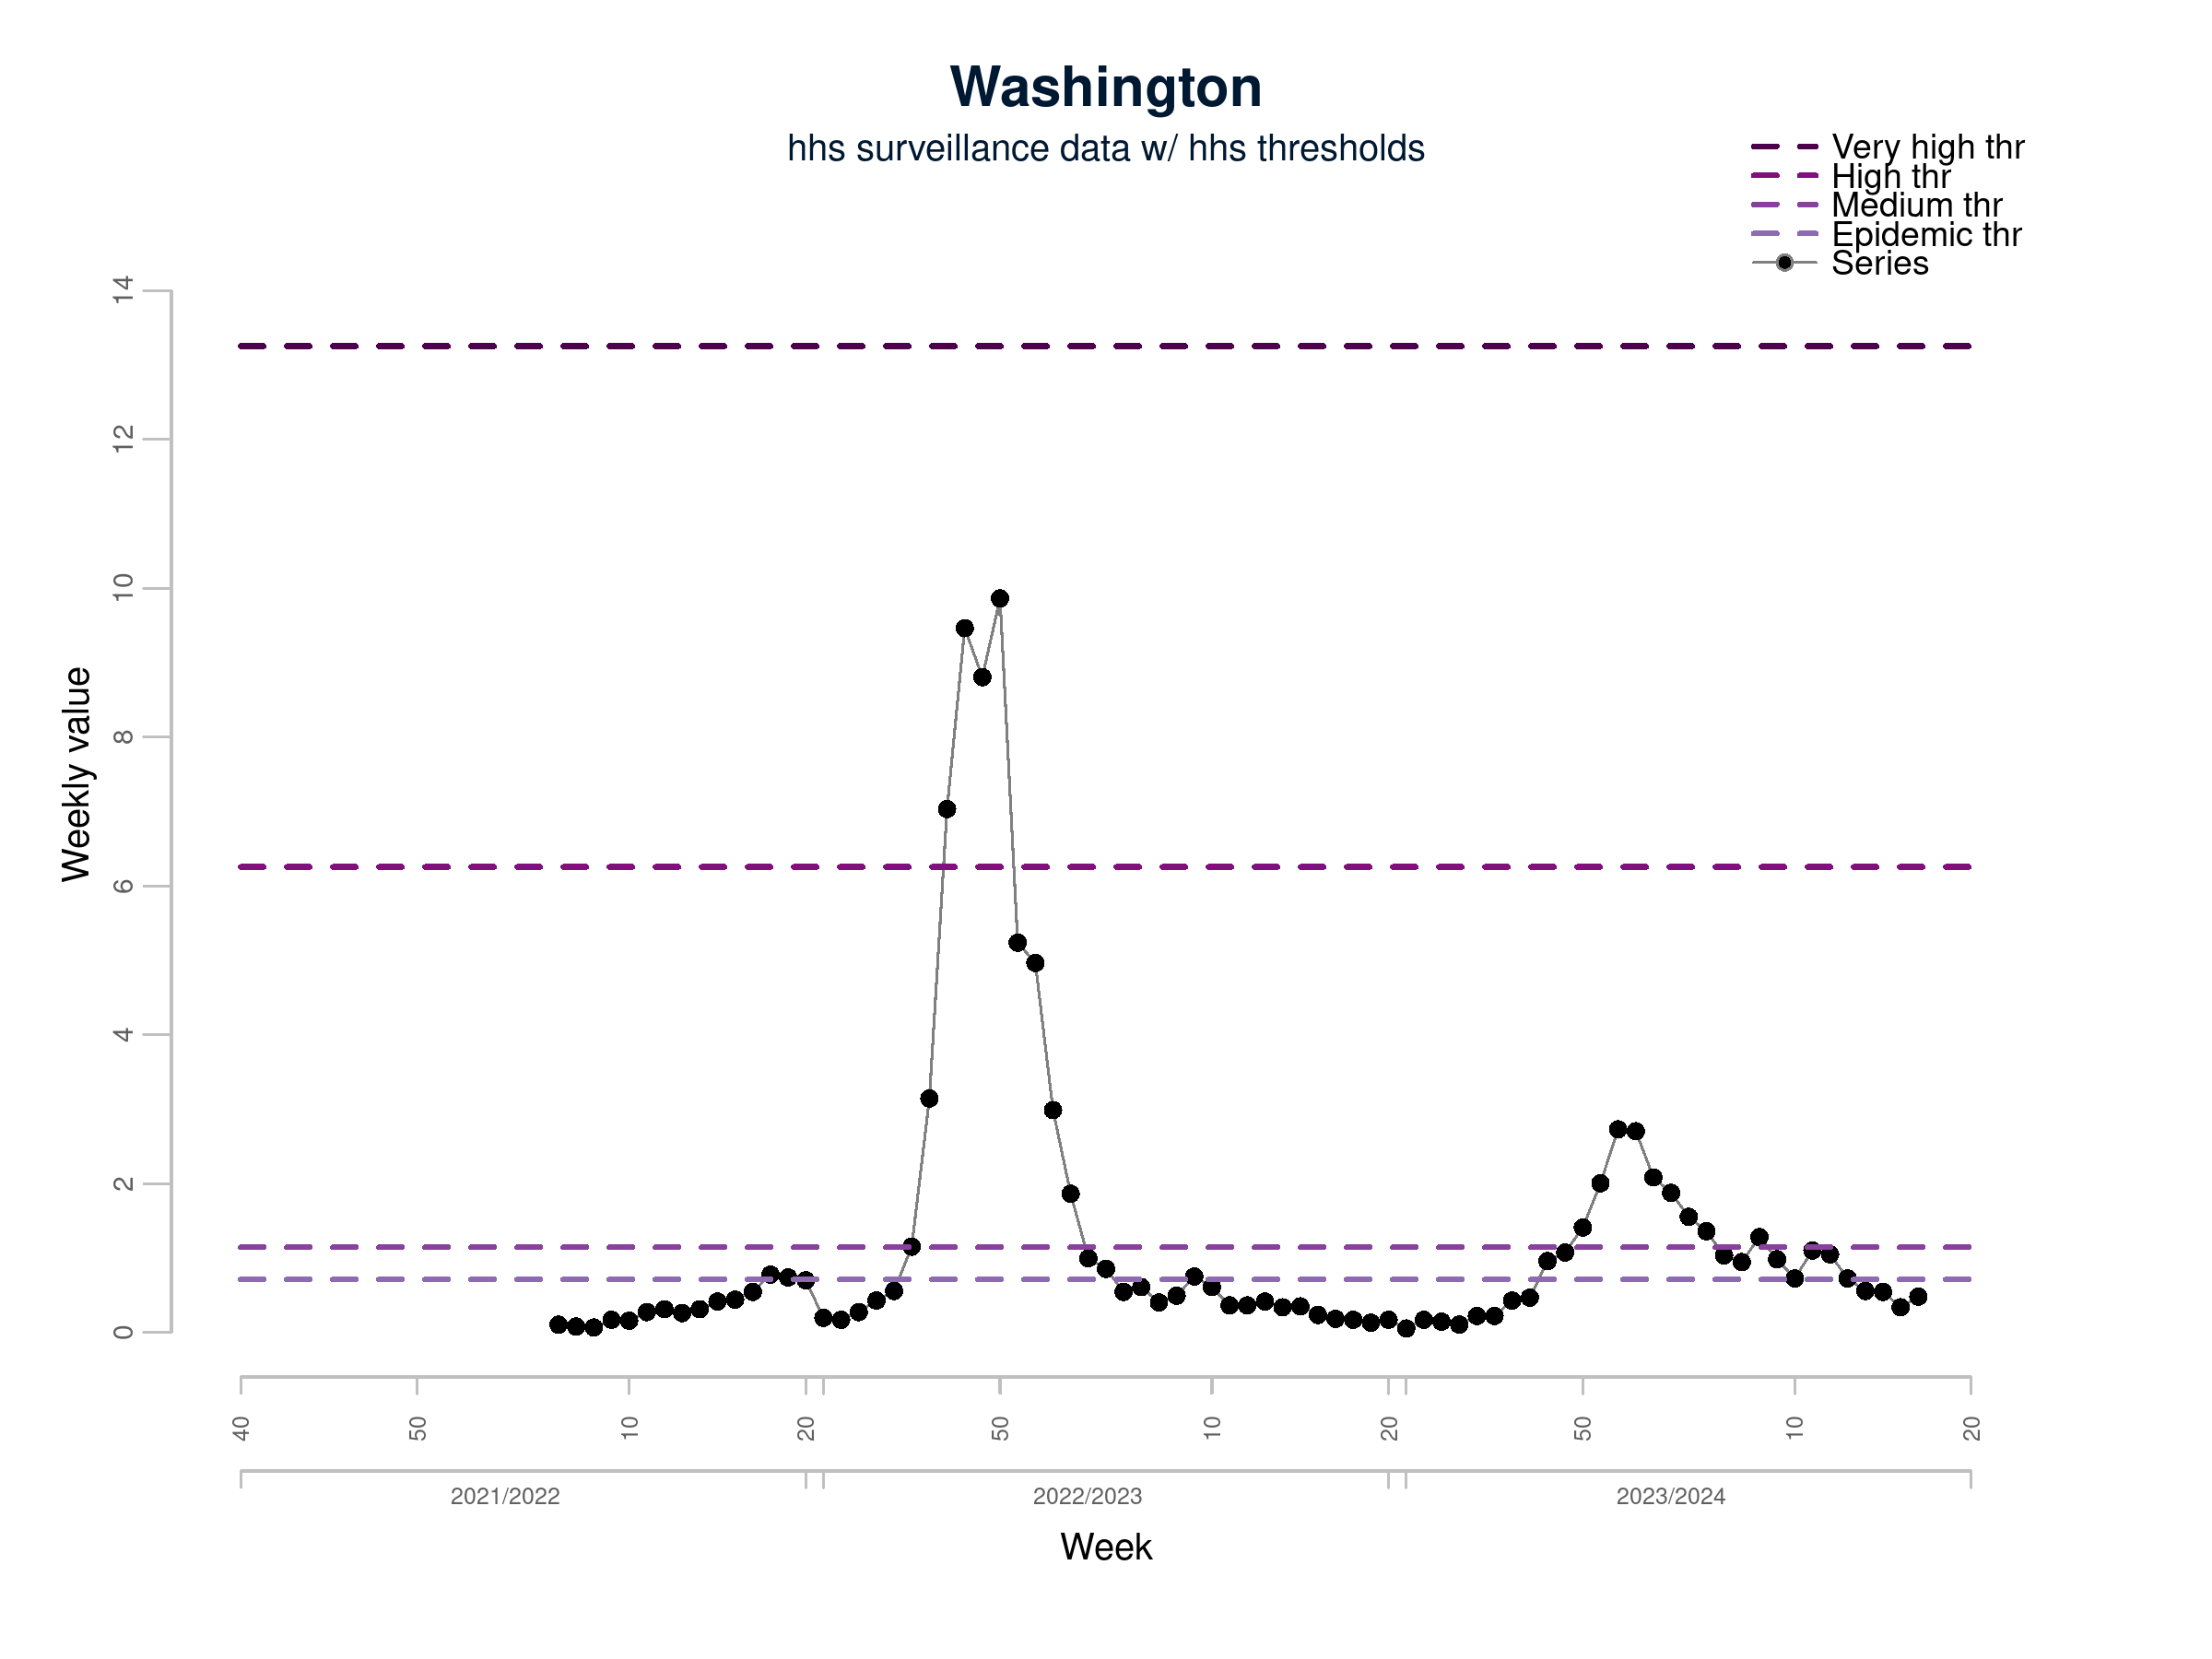 Washington
hhs surveillance data w/ hhs thresholds
Very high thr
High thr
Medium thr
Epidemic thr
Series
14
12
10
8
6
4
2
0
Weekly value
40 50 10 20 50 10 20 50 10 20
2021/2022 2022/2023 2023/2024
Week